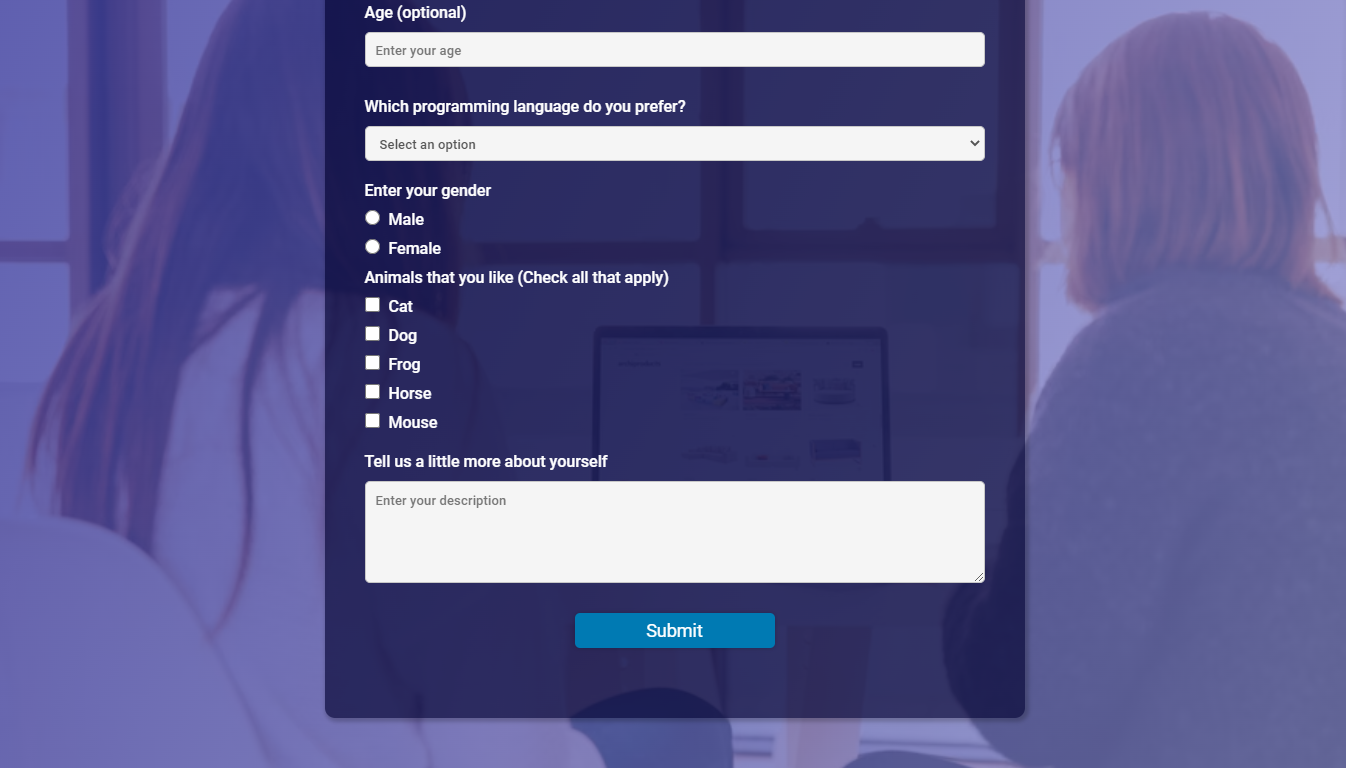 Age (optional)
Enter your age
Which programming language do you prefer?
Select an option
Enter your gender
Male
Female
Animals that you like (Check all that apply)
Cat
Dog
Frog
Horse
Mouse
Tell us a little more about yourself
Enter your description
Submit